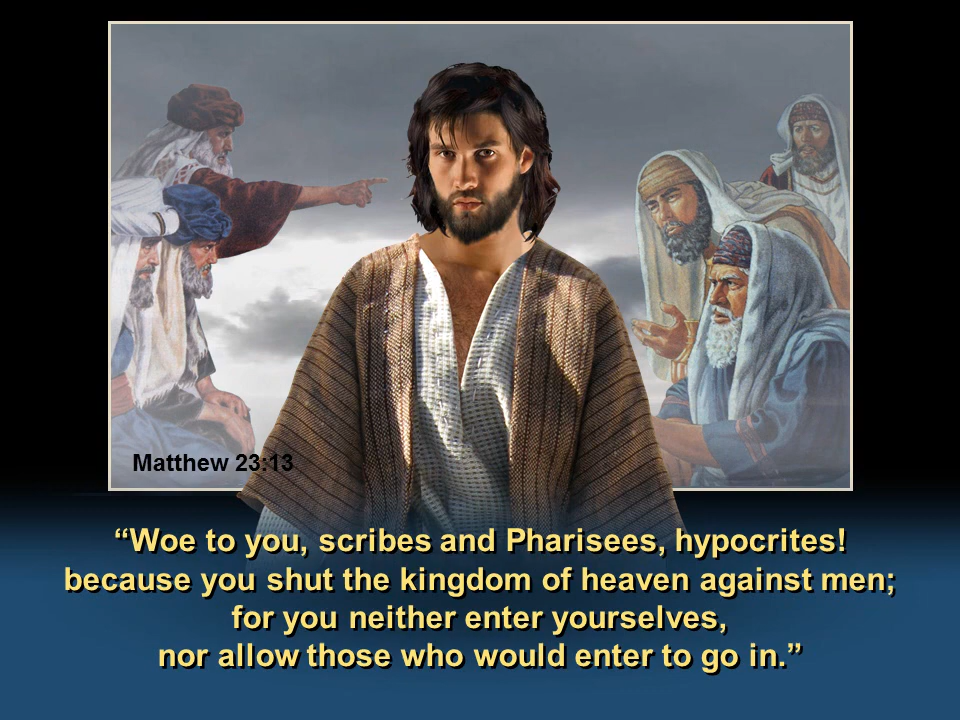 Matthew 23:13
“Woe to you, scribes and Pharisees, hypocrites!
because you shut the kingdom of heaven against men;
for you neither enter yourselves,
nor allow those who would enter to go in.”